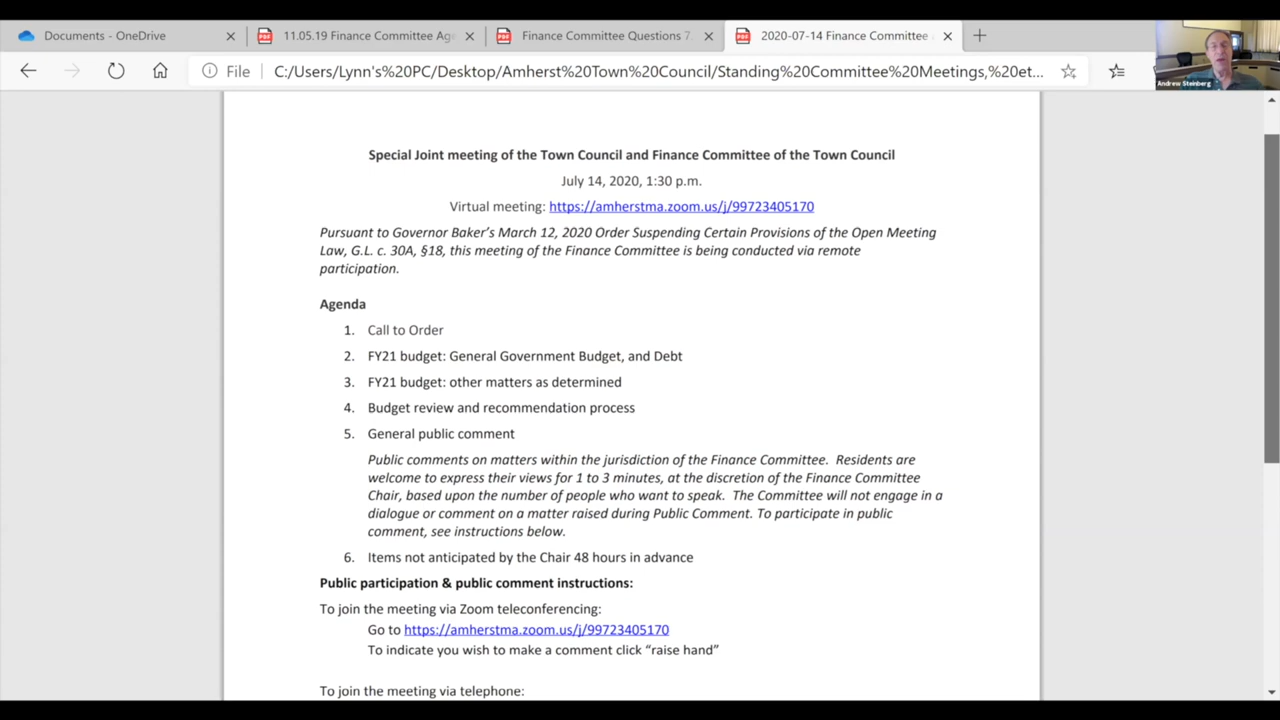 Documents - OneDrive
11.05.19 Finance Committee Age
Finance Committee Questions 7
2020-07-14 Finance Committee
File
C:/Users/Lynn's%20PC/Desktop/Amherst%20Town%20Council/Standing%20Committee%20Meetings,%20et...
Andrew Steinberg
Special Joint meeting of the Town Council and Finance Committee of the Town Council
July 14, 2020, 1:30 p.m.
Virtual meeting: https://amherstma.zoom.us/j/99723405170
Pursuant to Governor Baker's March 12, 2020 Order Suspending Certain Provisions of the Open Meeting
Law, G.L. c. 30A, §18, this meeting of the Finance Committee is being conducted via remote
participation.
Agenda
1. Call to Order
2. FY21 budget: General Government Budget, and Debt
3. FY21 budget: other matters as determined
4. Budget review and recommendation process
5. General public comment
Public comments on matters within the jurisdiction of the Finance Committee. Residents are
welcome to express their views for 1 to 3 minutes, at the discretion of the Finance Committee
Chair, based upon the number of people who want to speak. The Committee will not engage in a
dialogue or comment on a matter raised during Public Comment. To participate in public
comment, see instructions below.
6. Items not anticipated by the Chair 48 hours in advance
Public participation & public comment instructions:
To join the meeting via Zoom teleconferencing:
Go to https://amherstma.zoom.us/j/99723405170
To indicate you wish to make a comment click “raise hand”
To join the meeting via telephone: